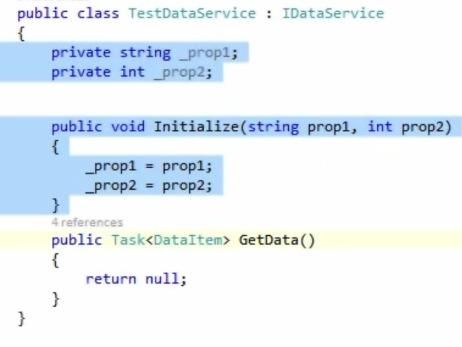 public class TestDataService : IDataService
{
private string _prop1;
private int _prop2;
public void Initialize(string prop1, int prop2)
{
_prop1 = prop1;
_prop2 = prop2;
}
4 references
public Task<DataItem> GetData()
{
return null;
}
}